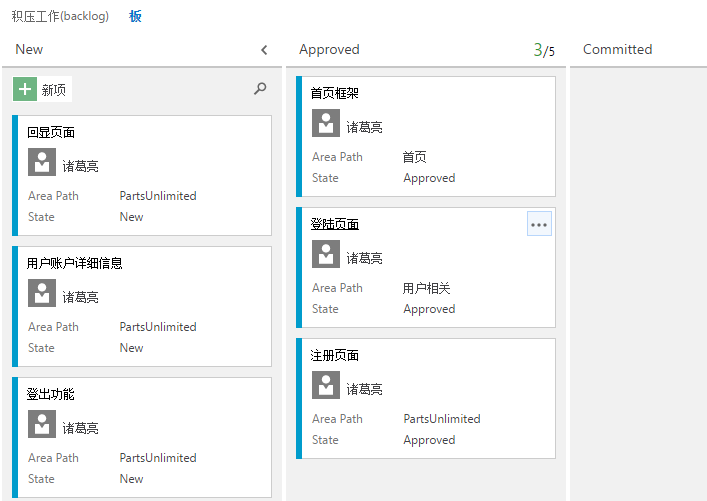 积压工作(backlog) 板
New
Approved 3/5
Committed
新项
回显页面
诸葛亮
Area Path PartsUnlimited
State New
用户账户详细信息
诸葛亮
Area Path PartsUnlimited
State New
登出功能
诸葛亮
Area Path PartsUnlimited
State New
首页框架
诸葛亮
Area Path 首页
State Approved
登陆页面
诸葛亮
Area Path 用户相关
State Approved
注册页面
诸葛亮
Area Path PartsUnlimited
State Approved